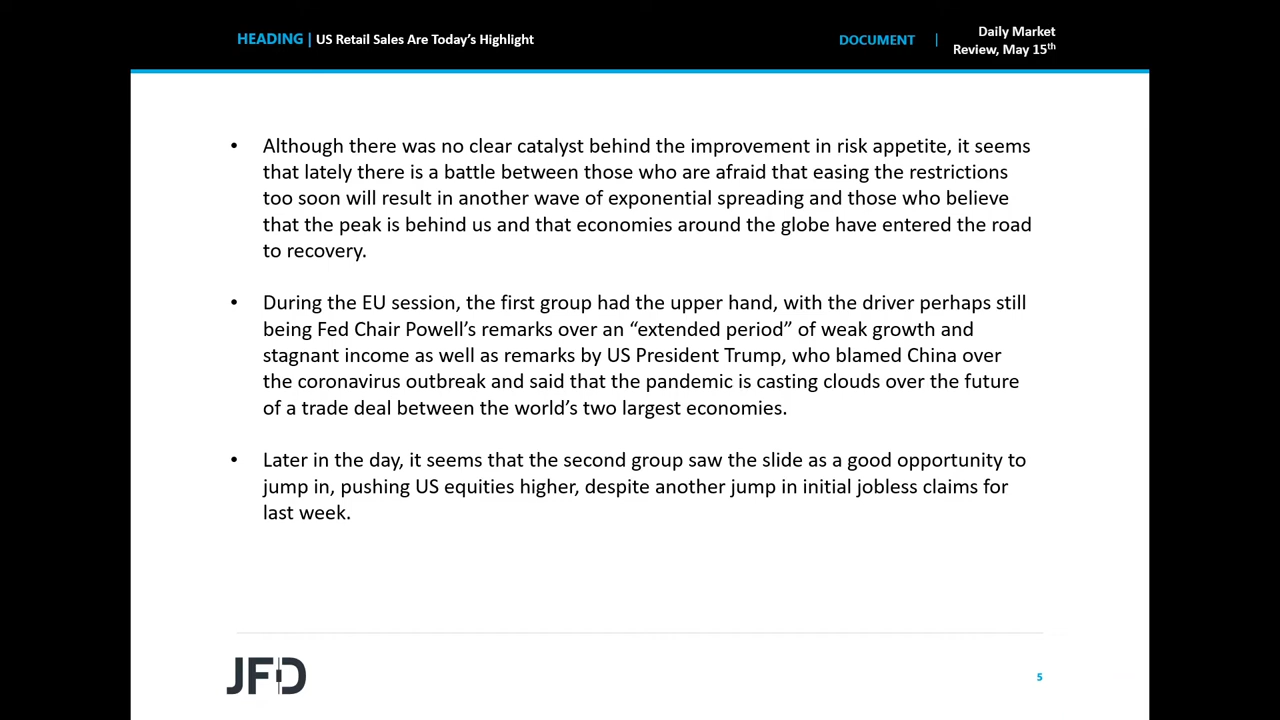 HEADING | US Retail Sales Are Today’s Highlight
DOCUMENT | Daily Market
Review, May 15th
• Although there was no clear catalyst behind the improvement in risk appetite, it seems
that lately there is a battle between those who are afraid that easing the restrictions
too soon will result in another wave of exponential spreading and those who believe
that the peak is behind us and that economies around the globe have entered the road
to recovery.
• During the EU session, the first group had the upper hand, with the driver perhaps still
being Fed Chair Powell’s remarks over an “extended period” of weak growth and
stagnant income as well as remarks by US President Trump, who blamed China over
the coronavirus outbreak and said that the pandemic is casting clouds over the future
of a trade deal between the world’s two largest economies.
• Later in the day, it seems that the second group saw the slide as a good opportunity to
jump in, pushing US equities higher, despite another jump in initial jobless claims for
last week.
JFD
5